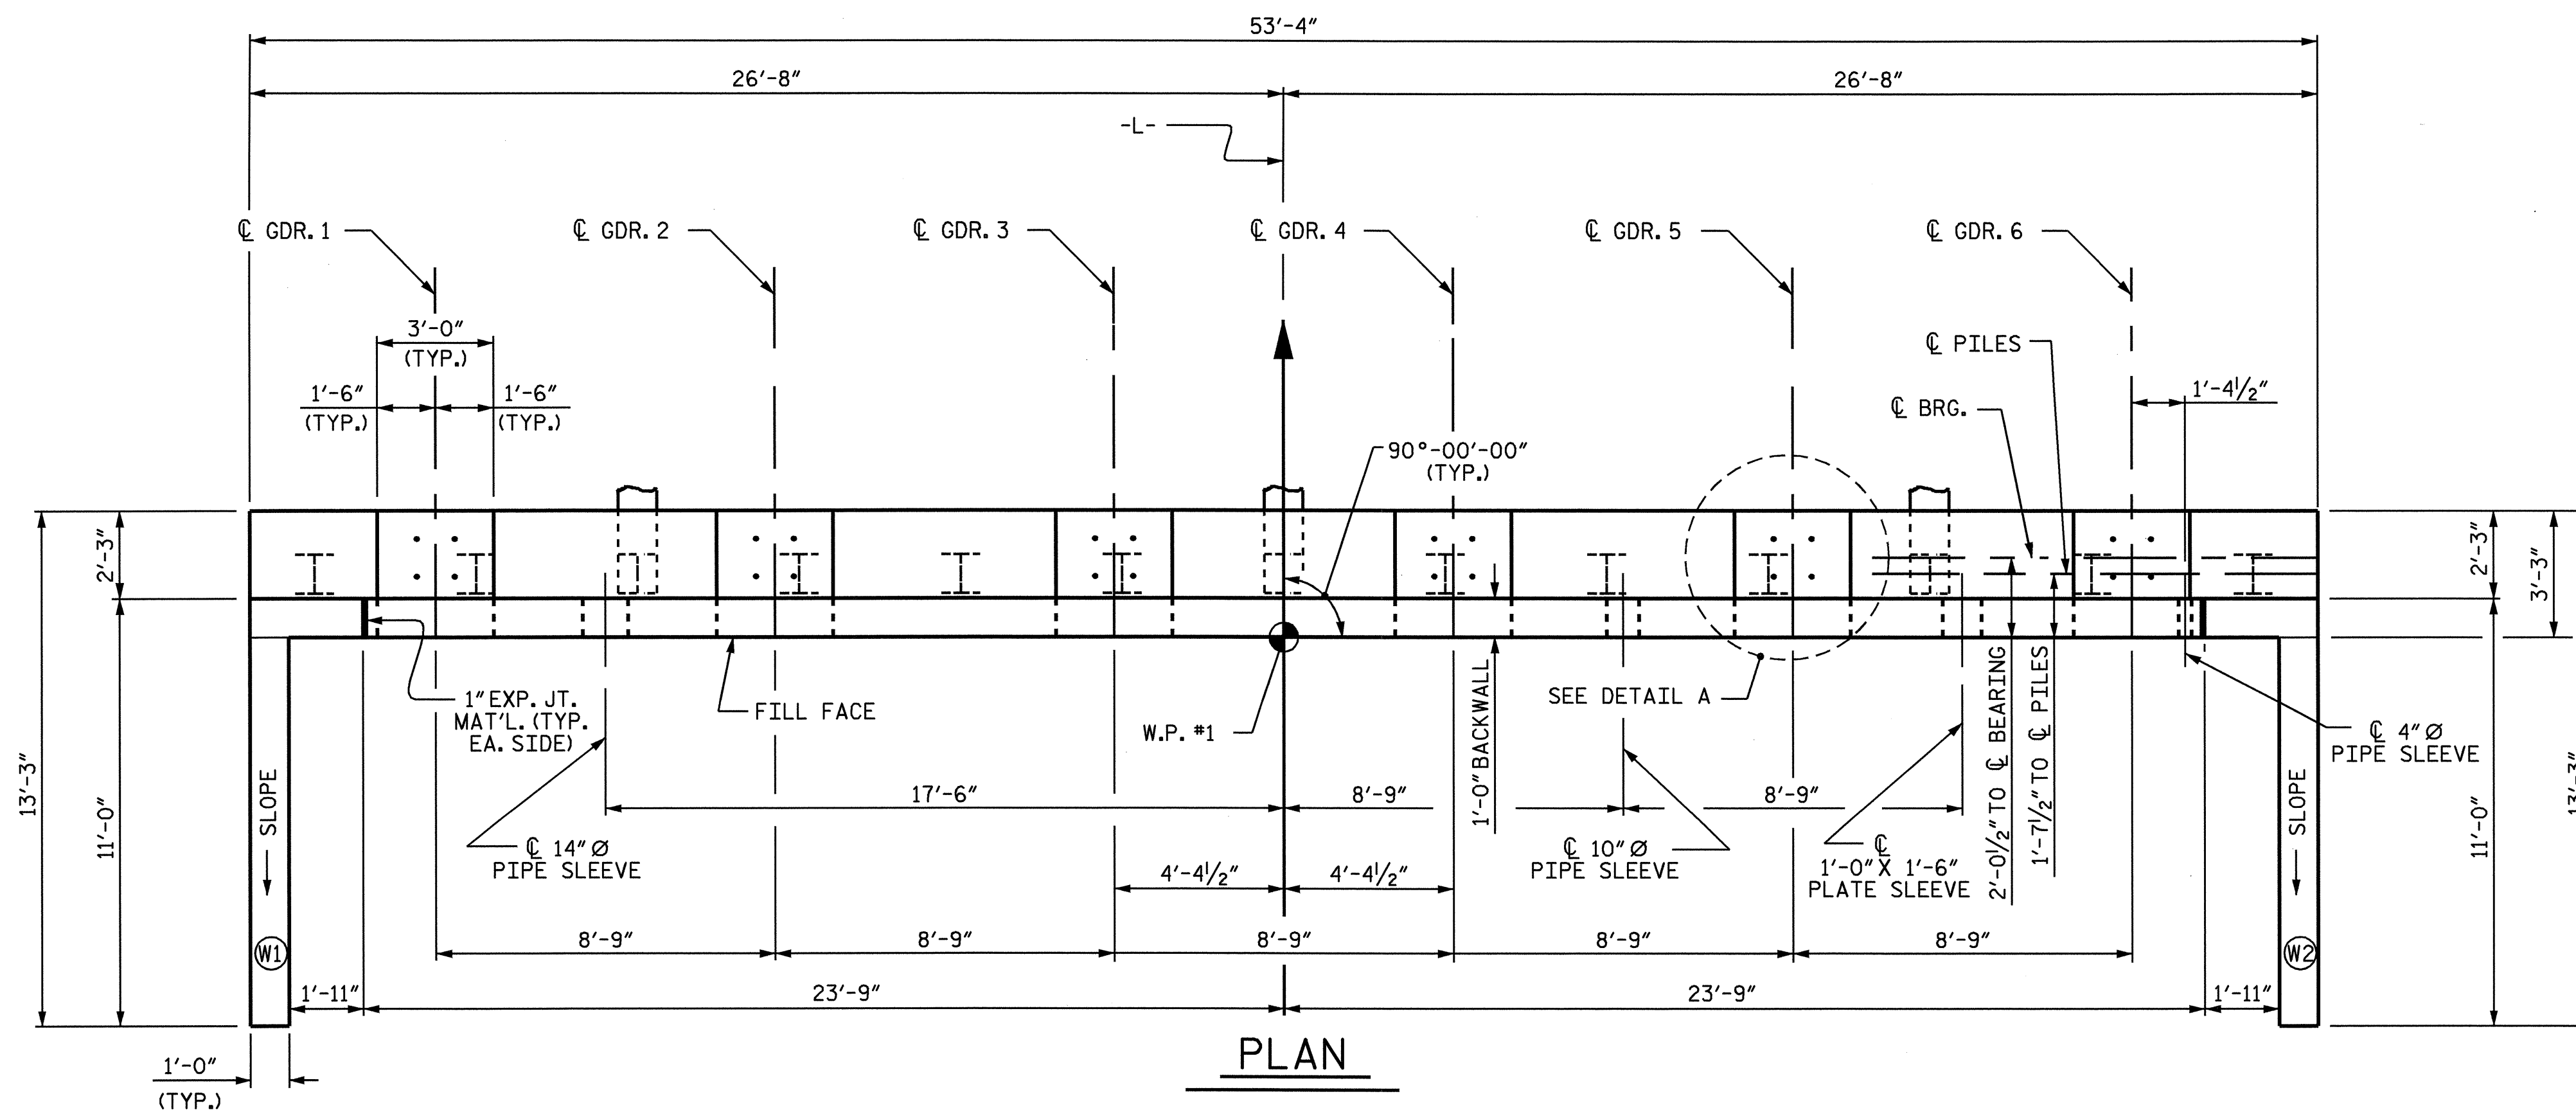 53'-4"
26'-8"
26'-8"
-L-
℄ GDR. 1
℄ GDR. 2
℄ GDR. 3
℄ GDR. 4
℄ GDR. 5
℄ GDR. 6
3'-0"
(TYP.)
1'-6"
(TYP.)
1'-6"
(TYP.)
℄ PILES
℄ BRG.
1'-4½"
90°-00'-00"
(TYP.)
2'-3"
13'-3"
11'-0"
2'-3"
3'-3"
11'-0"
13'-3"
1" EXP. JT.
MAT'L. (TYP.
EA. SIDE)
FILL FACE
W.P. #1
SEE DETAIL A
1'-0" BACKWALL
2'-0½" TO ℄ BEARING
1'-7½" TO ℄ PILES
℄ 4" Ø
PIPE SLEEVE
SLOPE
SLOPE
17'-6"
8'-9"
8'-9"
℄ 14" Ø
PIPE SLEEVE
℄ 10" Ø
PIPE SLEEVE
℄
1'-0" X 1'-6"
PLATE SLEEVE
4'-4½"
4'-4½"
8'-9"
8'-9"
8'-9"
8'-9"
8'-9"
W1
W2
1'-11"
23'-9"
23'-9"
1'-11"
1'-0"
(TYP.)
PLAN